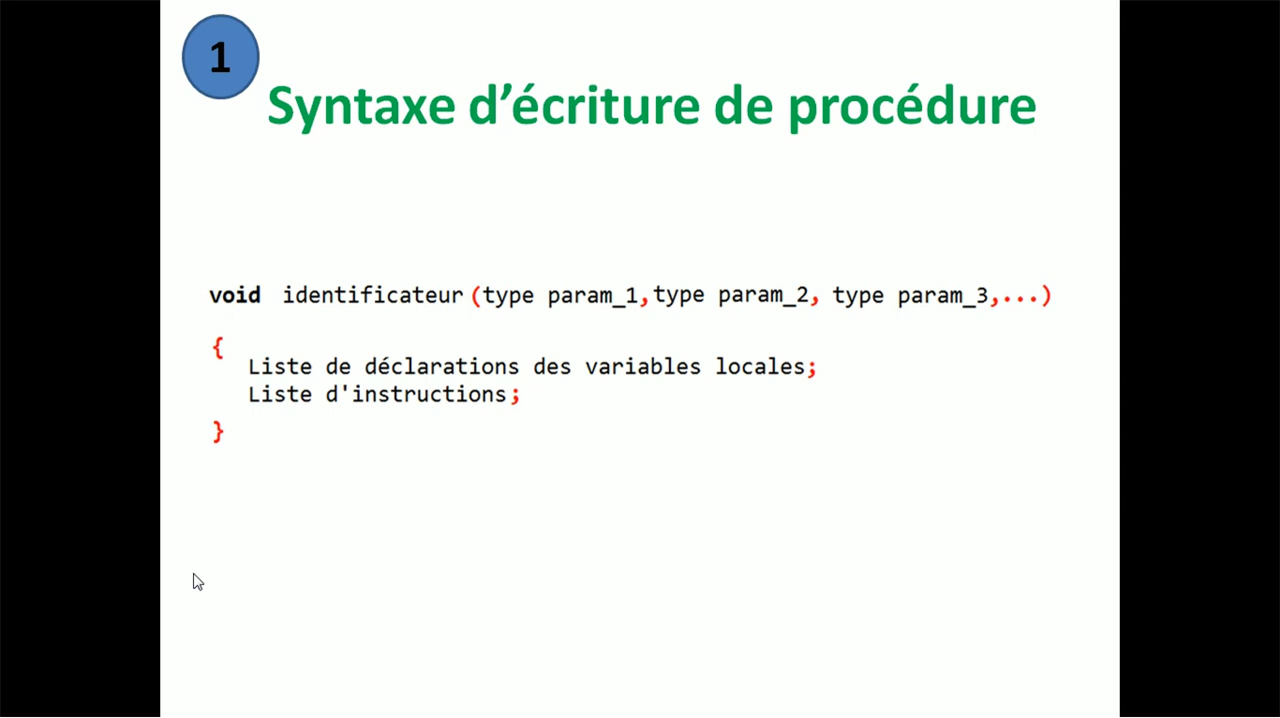 1
Syntaxe d’écriture de procédure
void identificateur (type param_1,type param_2, type param_3,...)
{
Liste de déclarations des variables locales;
Liste d'instructions;
}